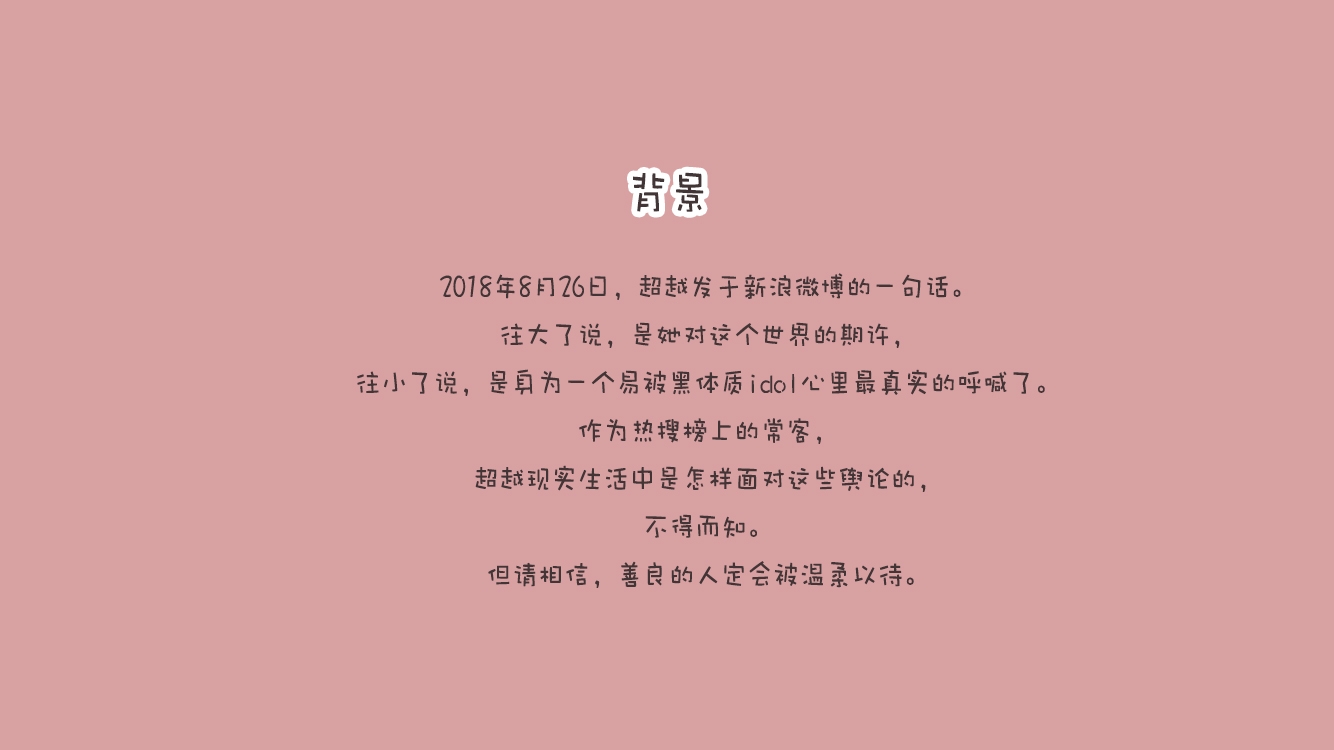 背景
2018年8月26日，超越发于新浪微博的一句话。
往大了说，是她对这个世界的期许，
往小了说，是身为一个易被黑体质idol心里最真实的呼喊了。
作为热搜榜上的常客，
超越现实生活中是怎样面对这些舆论的，
不得而知。
但请相信，善良的人定会被温柔以待。